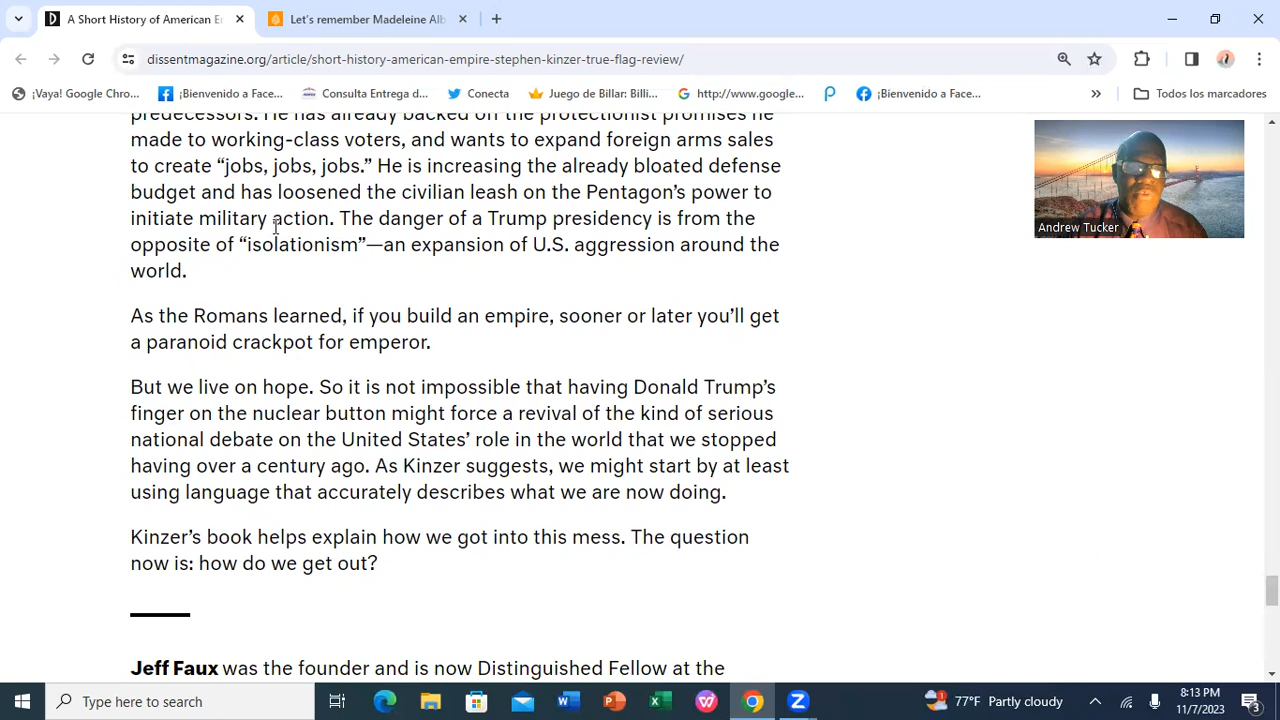 A Short History of American E
Let's remember Madeleine Alb
dissentmagazine.org/article/short-history-american-empire-stephen-kinzer-true-flag-review/
¡Vaya! Google Chro...
¡Bienvenido a Face...
Consulta Entrega d...
Conecta
Juego de Billar: Billi...
http://www.google...
¡Bienvenido a Face...
»
Todos los marcadores
predecessors. He has already backed off the protectionist promises he
made to working-class voters, and wants to expand foreign arms sales
to create “jobs, jobs, jobs.” He is increasing the already bloated defense
budget and has loosened the civilian leash on the Pentagon’s power to
initiate military action. The danger of a Trump presidency is from the
opposite of “isolationism”—an expansion of U.S. aggression around the
world.
As the Romans learned, if you build an empire, sooner or later you’ll get
a paranoid crackpot for emperor.
But we live on hope. So it is not impossible that having Donald Trump’s
finger on the nuclear button might force a revival of the kind of serious
national debate on the United States’ role in the world that we stopped
having over a century ago. As Kinzer suggests, we might start by at least
using language that accurately describes what we are now doing.
Kinzer’s book helps explain how we got into this mess. The question
now is: how do we get out?
Jeff Faux was the founder and is now Distinguished Fellow at the
Andrew Tucker
Type here to search
77°F Partly cloudy
8:13 PM
11/7/2023
3